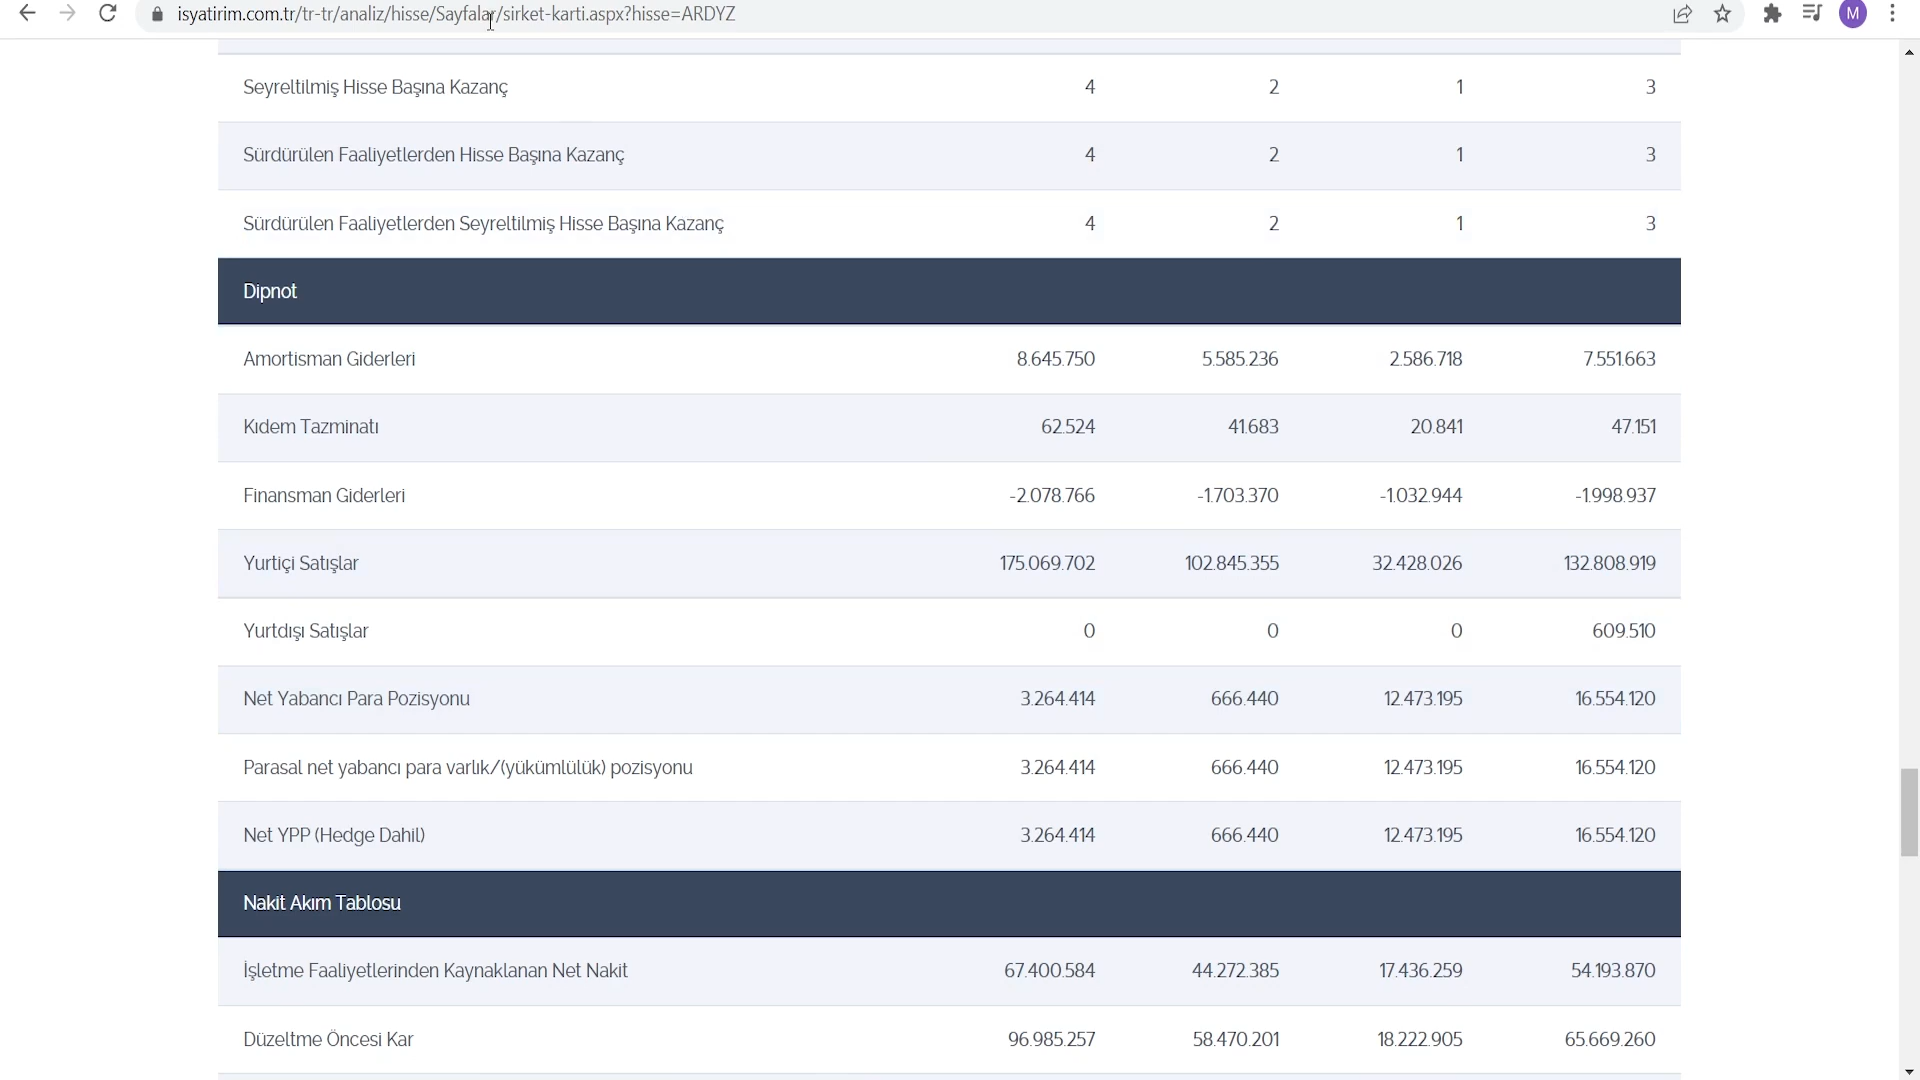 isyatirim.com.tr/tr-tr/analiz/hisse/Sayfalar/sirket-karti.aspx?hisse=ARDYZ
M
Seyreltilmiş Hisse Başına Kazanç 4 2 1 3
Sürdürülen Faaliyetlerden Hisse Başına Kazanç 4 2 1 3
Sürdürülen Faaliyetlerden Seyreltilmiş Hisse Başına Kazanç 4 2 1 3
Dipnot
Amortisman Giderleri 8.645.750 5.585.236 2.586.718 7.551.663
Kıdem Tazminatı 62.524 41.683 20.841 47.151
Finansman Giderleri -2.078.766 -1.703.370 -1.032.944 -1.998.937
Yurtiçi Satışlar 175.069.702 102.845.355 32.428.026 132.808.919
Yurtdışı Satışlar 0 0 0 609.510
Net Yabancı Para Pozisyonu 3.264.414 666.440 12.473.195 16.554.120
Parasal net yabancı para varlık/(yükümlülük) pozisyonu 3.264.414 666.440 12.473.195 16.554.120
Net YPP (Hedge Dahil) 3.264.414 666.440 12.473.195 16.554.120
Nakit Akım Tablosu
İşletme Faaliyetlerinden Kaynaklanan Net Nakit 67.400.584 44.272.385 17.436.259 54.193.870
Düzeltme Öncesi Kar 96.985.257 58.470.201 18.222.905 65.669.260